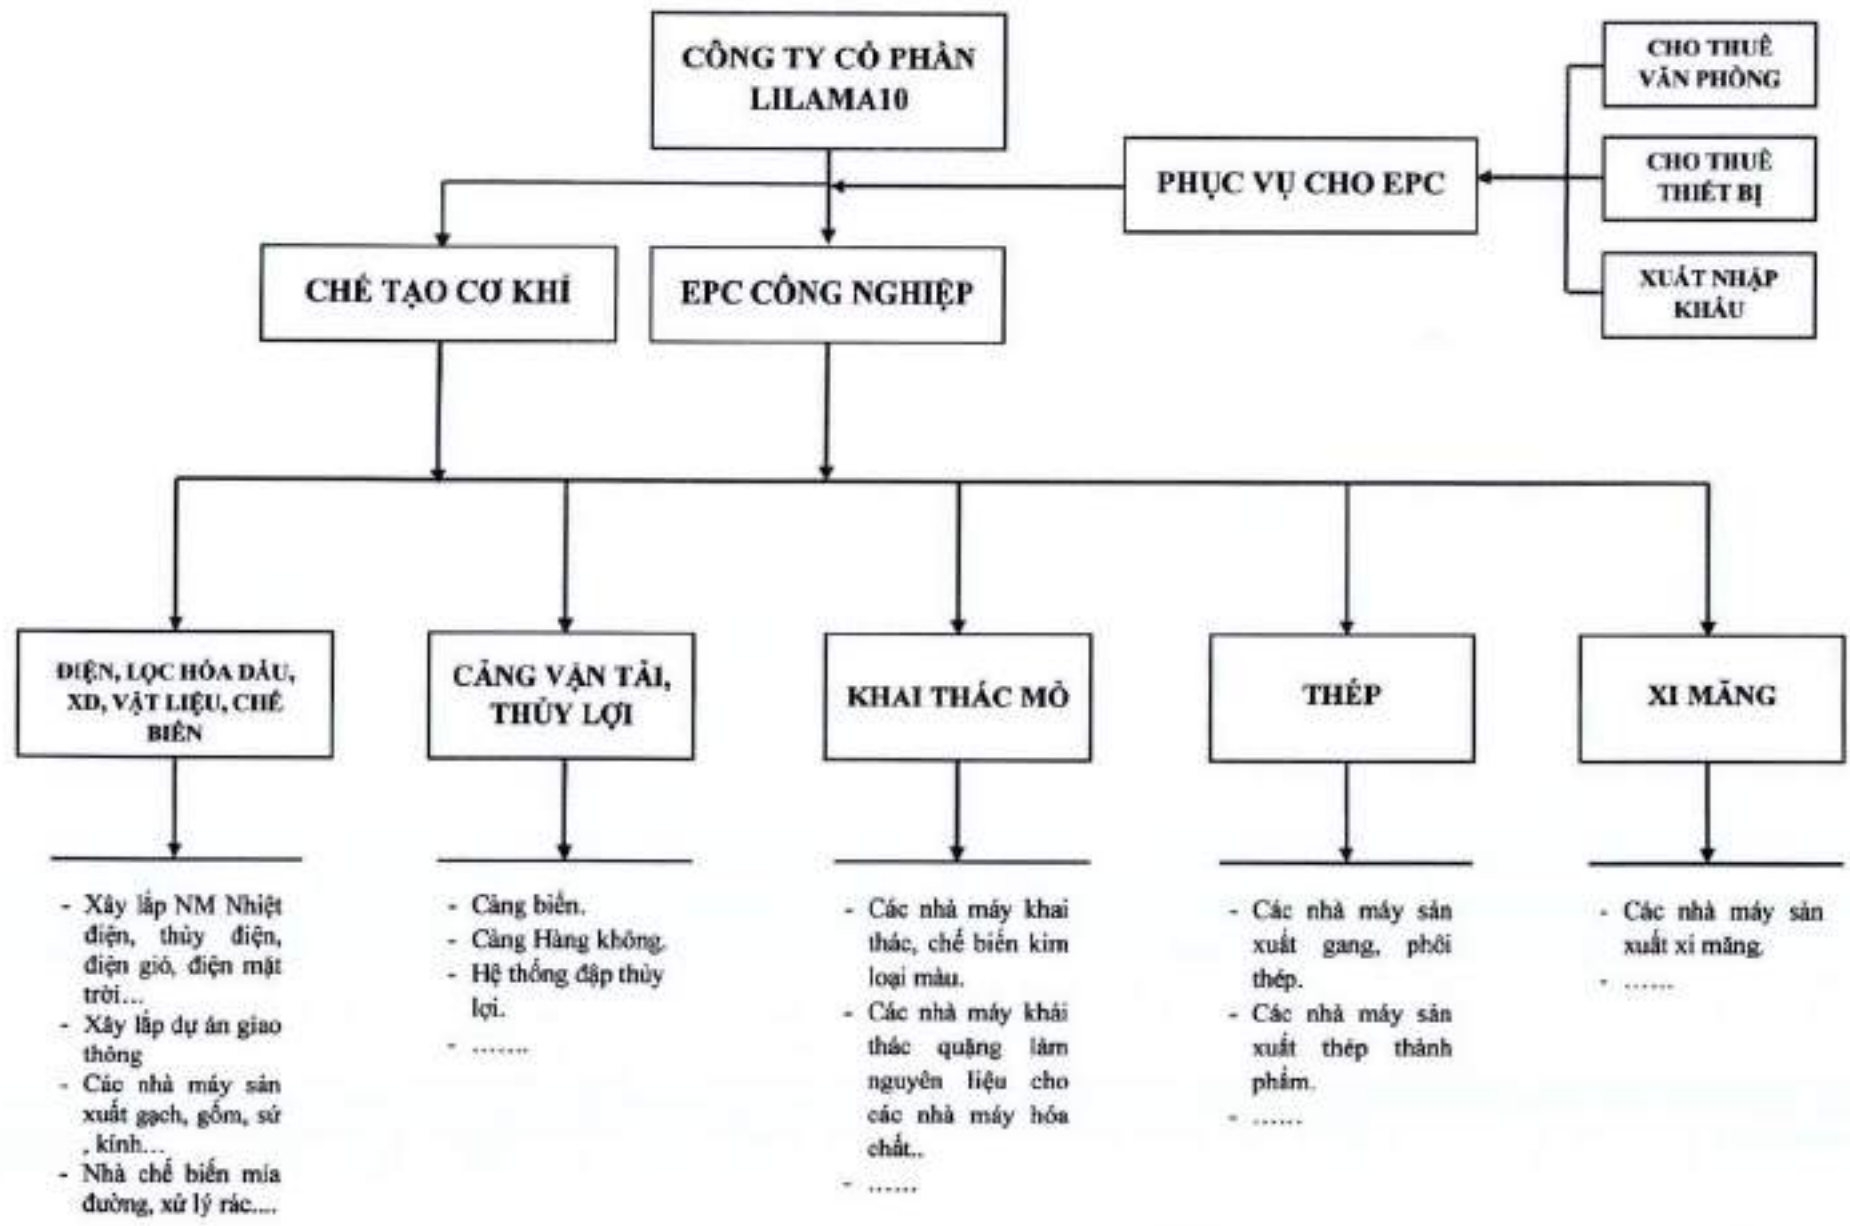 CÔNG TY CỔ PHẦN
LILAMA10
CHO THUÊ
VĂN PHÒNG
PHỤC VỤ CHO EPC
CHO THUÊ
THIẾT BỊ
XUẤT NHẬP
KHẨU
CHẾ TẠO CƠ KHÍ
EPC CÔNG NGHIỆP
ĐIỆN, LỌC HÓA DẦU,
XD, VẬT LIỆU, CHẾ
BIẾN
CẢNG VẬN TẢI,
THỦY LỢI
KHAI THÁC MỎ
THÉP
XI MĂNG
- Xây lắp NM Nhiệt
điện, thủy điện,
điện gió, điện mặt
trời...
- Xây lắp dự án giao
thông
- Các nhà máy sản
xuất gạch, gốm, sứ
, kính...
- Nhà chế biến mía
đường, xử lý rác....
- Cảng biển.
- Cảng Hàng không.
- Hệ thống đập thủy
lợi.
- .......
- Các nhà máy khai
thác, chế biến kim
loại màu.
- Các nhà máy khải
thác quặng làm
nguyên liệu cho
các nhà máy hóa
chất..
- ......
- Các nhà máy sản
xuất gang, phôi
thép.
- Các nhà máy sản
xuất thép thành
phẩm.
- ......
- Các nhà máy sản
xuất xi măng.
- ......